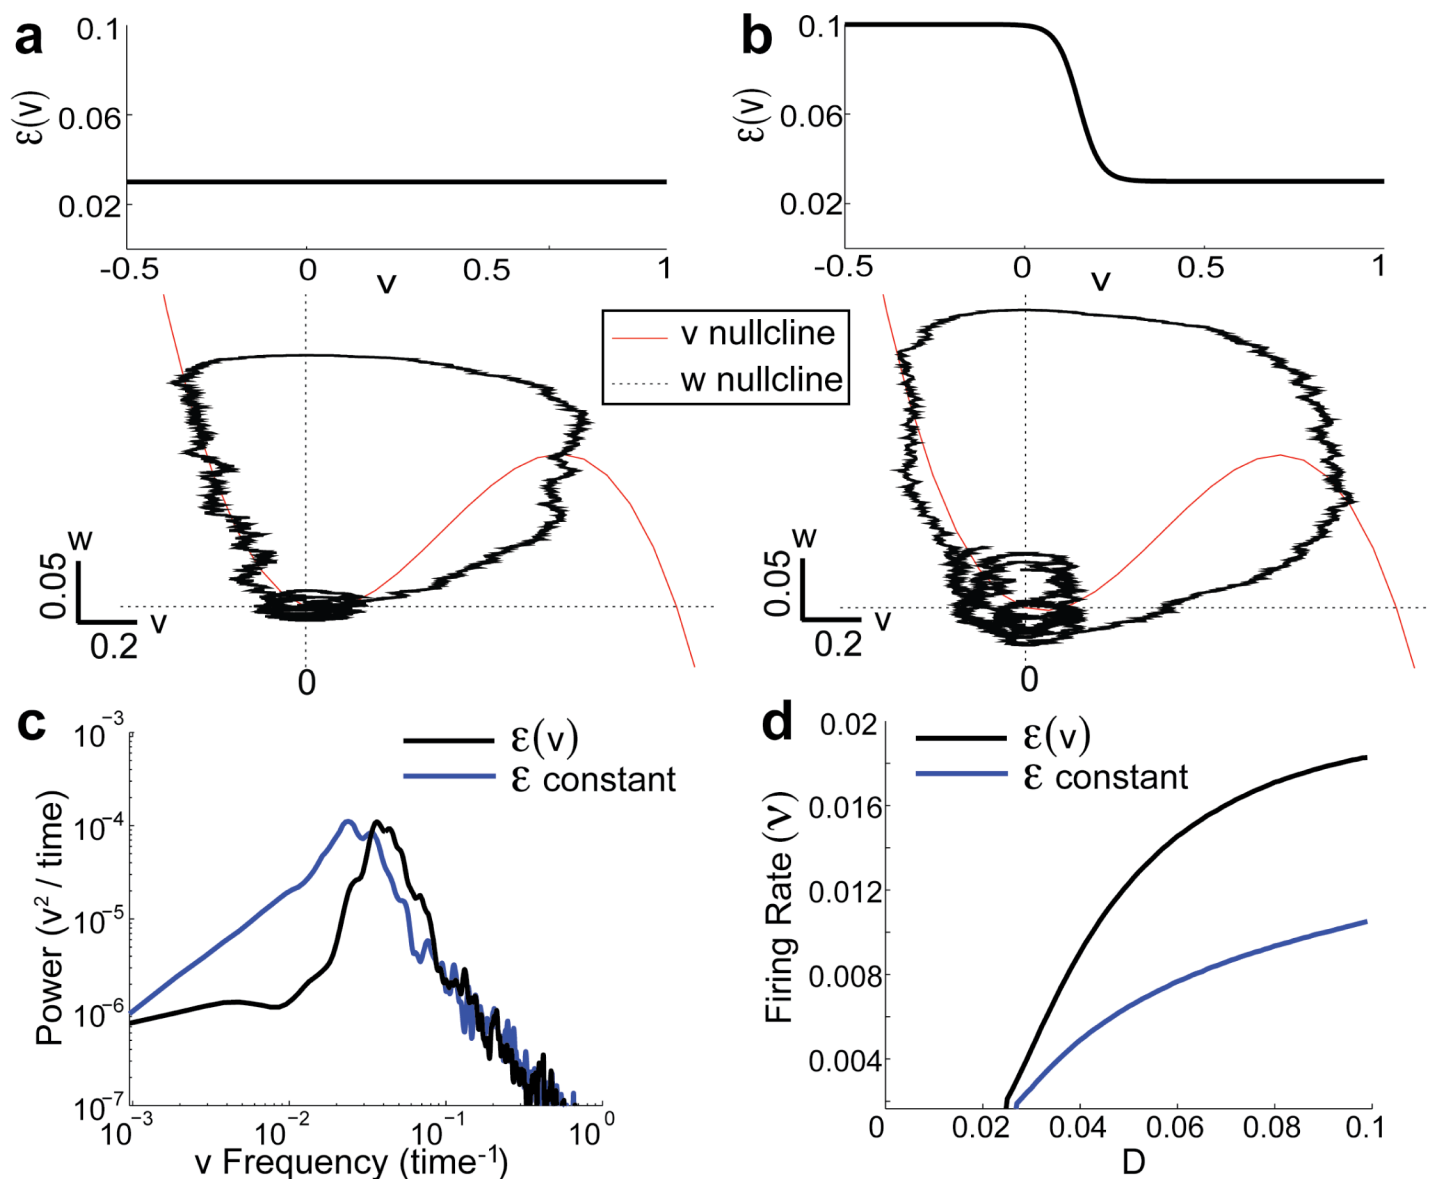 a
0.1
0.06
0.02
ε(v)
-0.5
0
0.5
1
v
b
0.1
0.06
0.02
ε(v)
-0.5
0
0.5
1
v
v nullcline
w nullcline
w
0.05
v
0.2
0
w
0.05
v
0.2
0
c
10⁻³
10⁻⁴
10⁻⁵
10⁻⁶
10⁻⁷
Power (v² / time)
ε(v)
ε constant
10⁻³
10⁻²
10⁻¹
10⁰
v Frequency (time⁻¹)
d
0.02
0.016
0.012
0.008
0.004
Firing Rate (ν)
ε(v)
ε constant
0
0.02
0.04
0.06
0.08
0.1
D